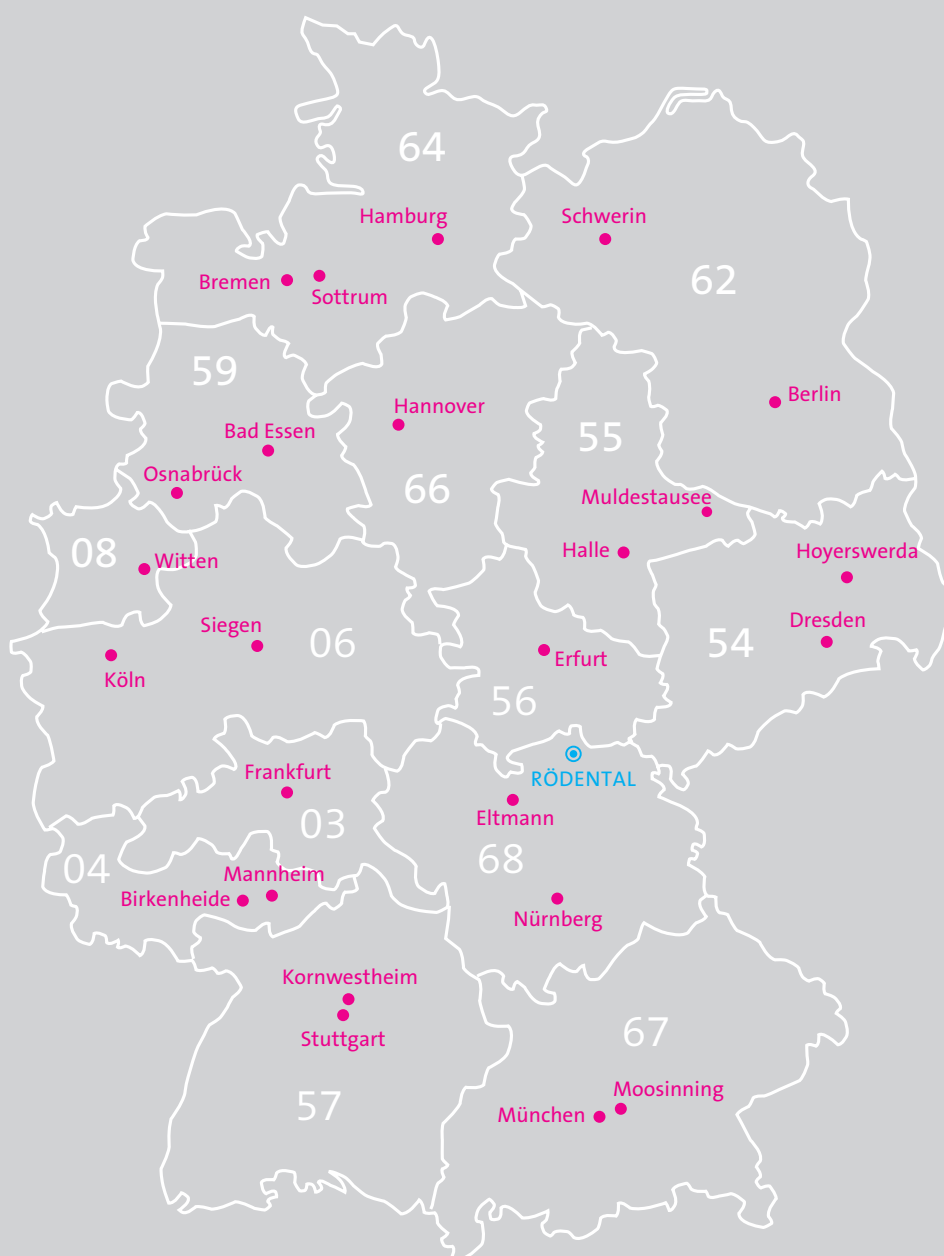 64
Hamburg
Schwerin
Bremen
Sottrum
62
59
Hannover
Berlin
Bad Essen
55
Osnabrück
66
Muldestausee
08
Witten
Halle
Hoyerswerda
Siegen
06
Dresden
54
Köln
Erfurt
56
Frankfurt
RÖDENTAL
03
Eltmann
04
68
Mannheim
Birkenheide
Nürnberg
Kornwestheim
Stuttgart
67
57
Moosinning
München